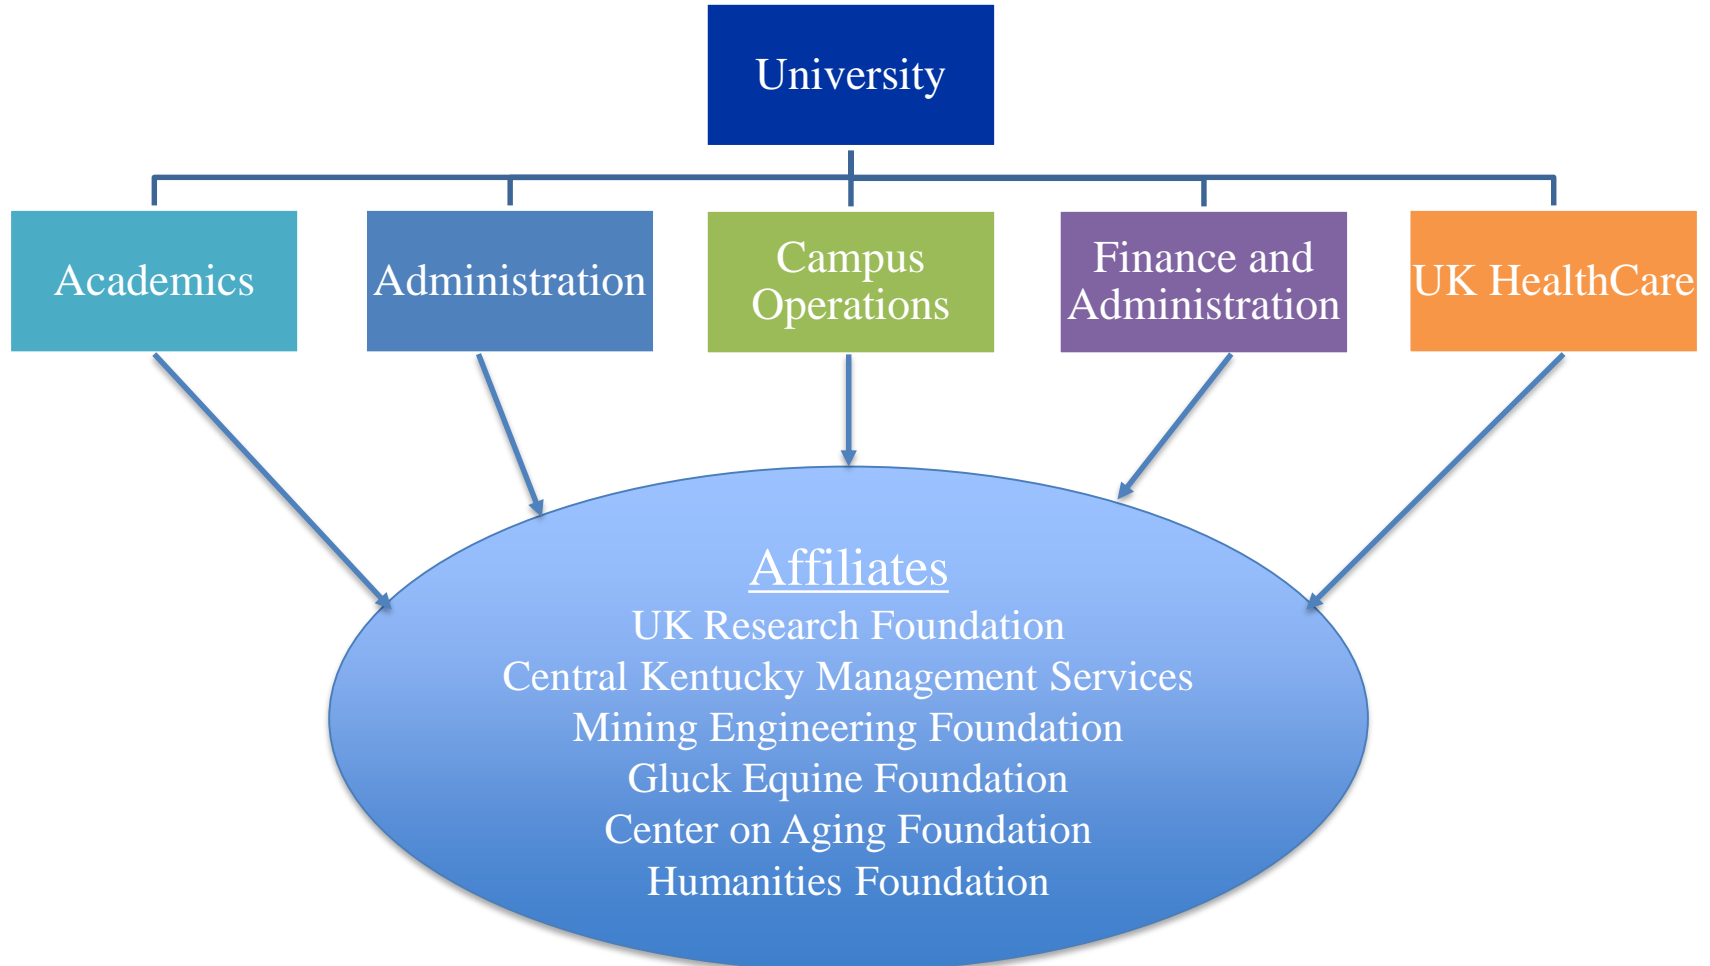 University
Academics
Administration
Campus
Operations
Finance and
Administration
UK HealthCare
Affiliates
UK Research Foundation
Central Kentucky Management Services
Mining Engineering Foundation
Gluck Equine Foundation
Center on Aging Foundation
Humanities Foundation